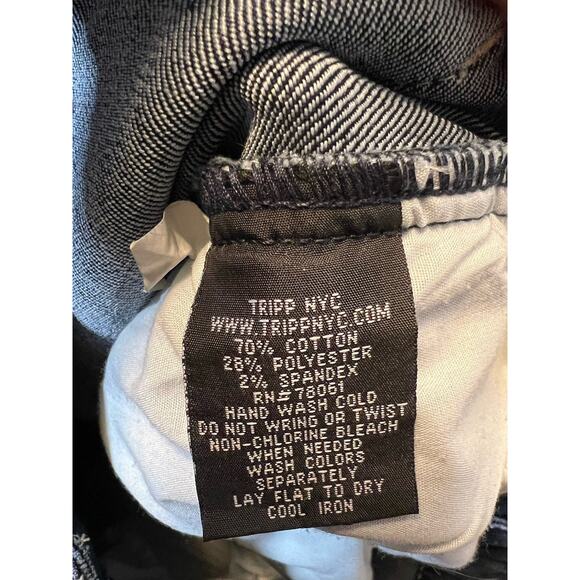 TRIPP NYC
WWW.TRIPPNYC.COM
70% COTTON
28% POLYESTER
2% SPANDEX
RN#78061
HAND WASH COLD
DO NOT WRING OR TWIST
NON-CHLORINE BLEACH
WHEN NEEDED
WASH COLORS
SEPARATELY
LAY FLAT TO DRY
COOL IRON